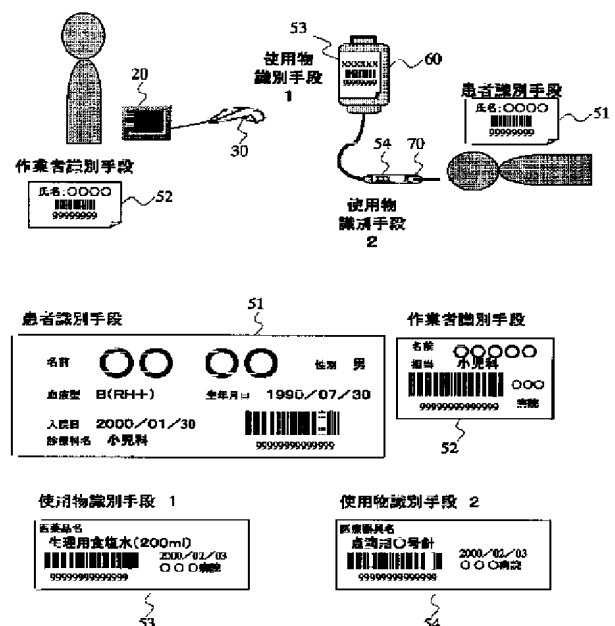 53
使用物
識別手段
1
60
XXXXXX
20
30
患者識別手段
氏名:○○○○
99999999
51
54
70
使用物
識別手段
2
作業者識別手段
氏名:○○○○
99999999
52
51
患者識別手段
名前 ○○ ○○ 性別 男
血液型 B(RH+) 生年月日 1990/07/30
入院日 2000/01/30
診療科名 小児科
99999999999999
作業者識別手段
名前 ○○○○○
担当 小児科
○○○
病院
99999999999999
52
使用物識別手段 1
医薬品名
生理用食塩水(200ml)
2000/02/03
○○○病院
99999999999999
53
使用物識別手段 2
医療器具名
点滴用○号針
2000/02/03
○○○病院
99999999999999
54